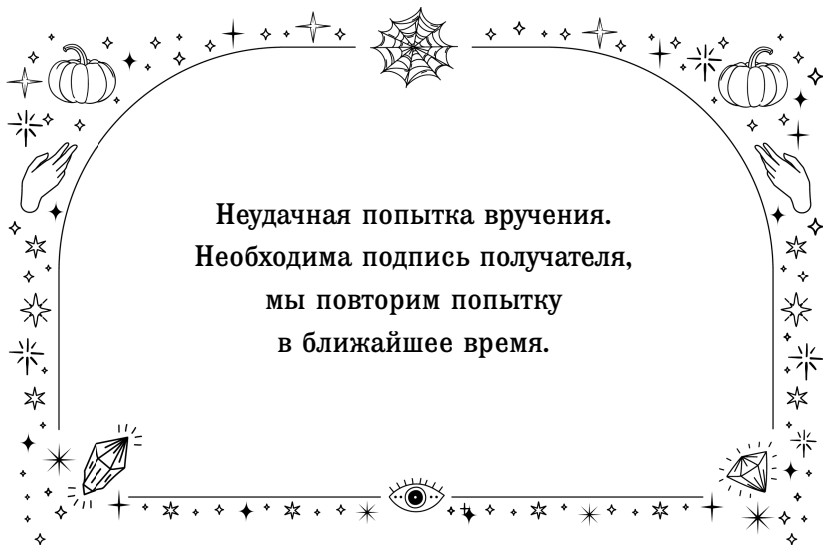 Неудачная попытка вручения.
Необходима подпись получателя,
мы повторим попытку
в ближайшее время.